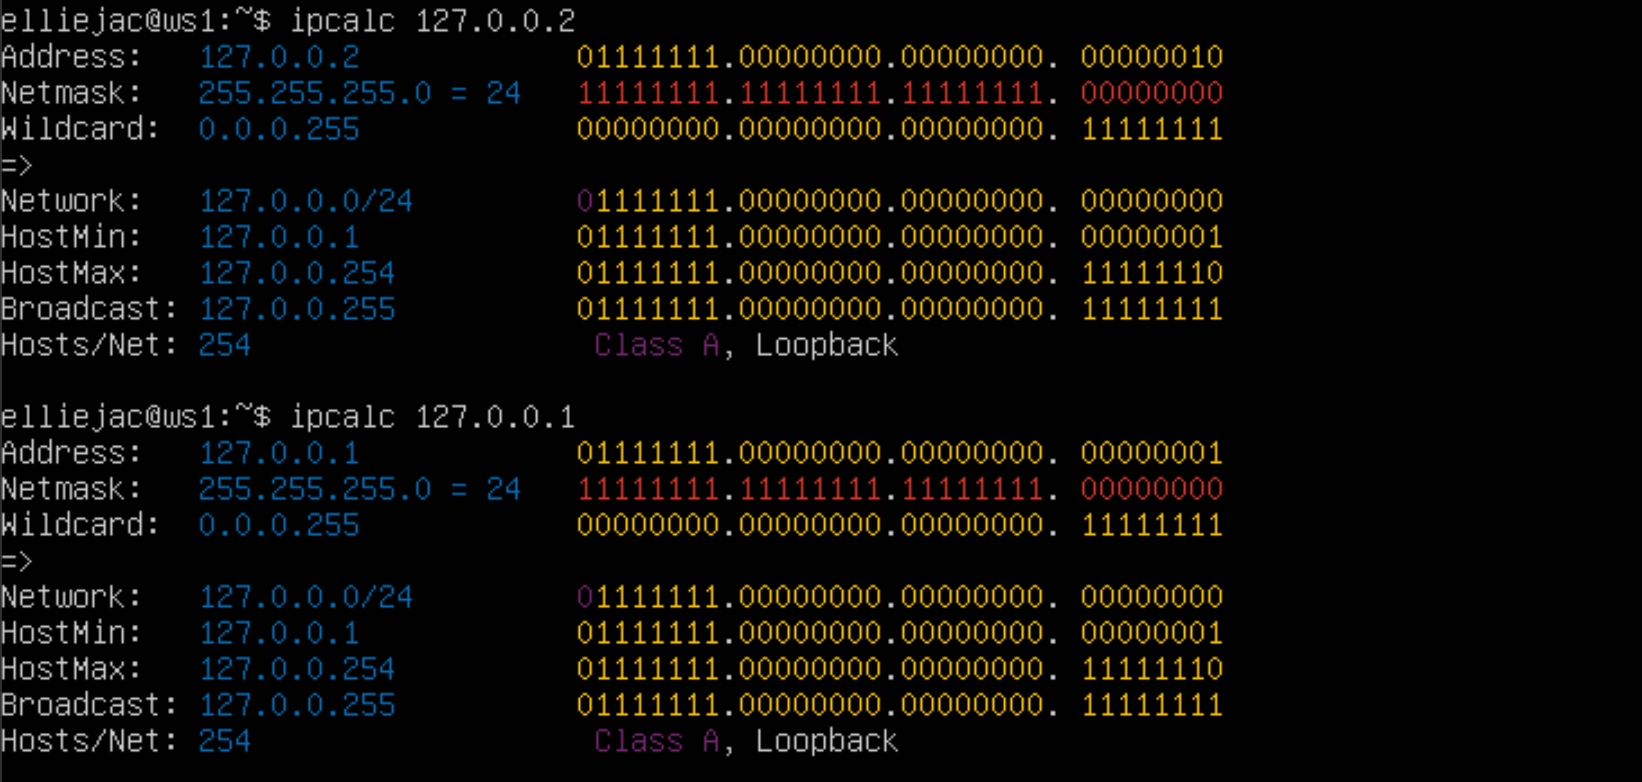 elliejac@ws1:~$ ipcalc 127.0.0.2
Address: 127.0.0.2 01111111.00000000.00000000. 00000010
Netmask: 255.255.255.0 = 24 11111111.11111111.11111111. 00000000
Wildcard: 0.0.0.255 00000000.00000000.00000000. 11111111
=>
Network: 127.0.0.0/24 01111111.00000000.00000000. 00000000
HostMin: 127.0.0.1 01111111.00000000.00000000. 00000001
HostMax: 127.0.0.254 01111111.00000000.00000000. 11111110
Broadcast: 127.0.0.255 01111111.00000000.00000000. 11111111
Hosts/Net: 254 Class A, Loopback
elliejac@ws1:~$ ipcalc 127.0.0.1
Address: 127.0.0.1 01111111.00000000.00000000. 00000001
Netmask: 255.255.255.0 = 24 11111111.11111111.11111111. 00000000
Wildcard: 0.0.0.255 00000000.00000000.00000000. 11111111
=>
Network: 127.0.0.0/24 01111111.00000000.00000000. 00000000
HostMin: 127.0.0.1 01111111.00000000.00000000. 00000001
HostMax: 127.0.0.254 01111111.00000000.00000000. 11111110
Broadcast: 127.0.0.255 01111111.00000000.00000000. 11111111
Hosts/Net: 254 Class A, Loopback